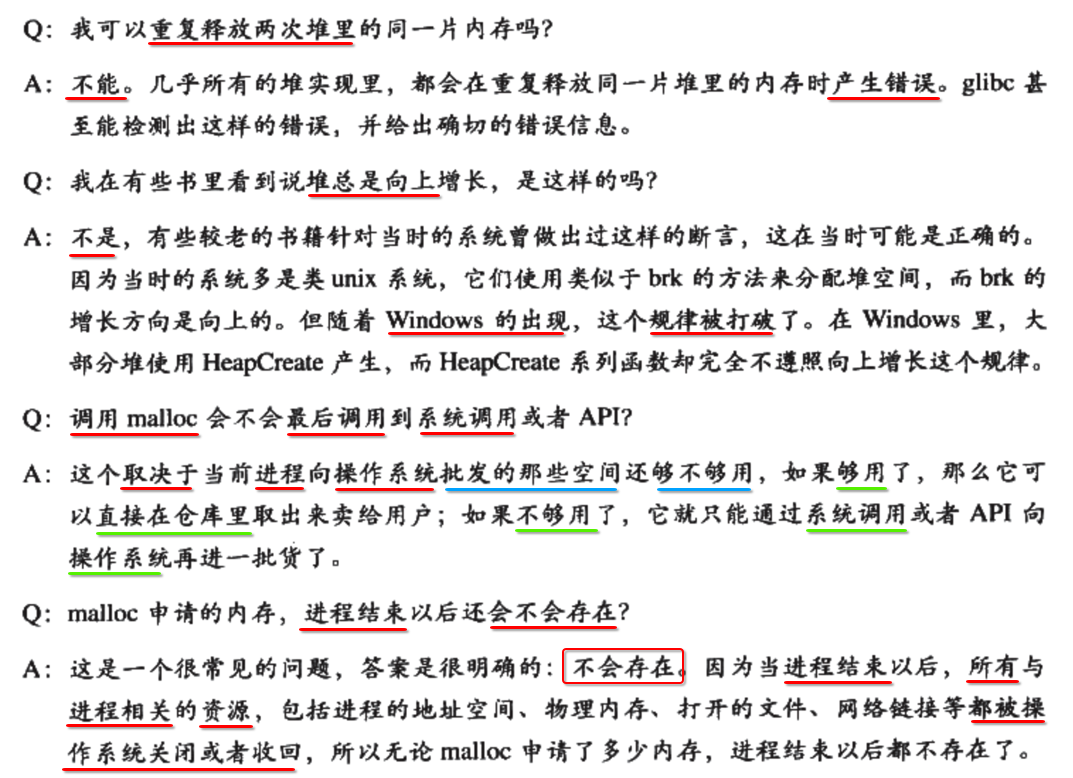 Q：我可以重复释放两次堆里的同一片内存吗？
A：不能。几乎所有的堆实现里，都会在重复释放同一片堆里的内存时产生错误。glibc 甚
至能检测出这样的错误，并给出确切的错误信息。
Q：我在有些书里看到说堆总是向上增长，是这样的吗？
A：不是，有些较老的书籍针对当时的系统曾做出过这样的断言，这在当时可能是正确的。
因为当时的系统多是类 unix 系统，它们使用类似于 brk 的方法来分配堆空间，而 brk 的
增长方向是向上的。但随着 Windows 的出现，这个规律被打破了。在 Windows 里，大
部分堆使用 HeapCreate 产生，而 HeapCreate 系列函数却完全不遵照向上增长这个规律。
Q：调用 malloc 会不会最后调用到系统调用或者 API？
A：这个取决于当前进程向操作系统批发的那些空间还够不够用，如果够用了，那么它可
以直接在仓库里取出来卖给用户；如果不够用了，它就只能通过系统调用或者 API 向
操作系统再进一批货了。
Q：malloc 申请的内存，进程结束以后还会不会存在？
A：这是一个很常见的问题，答案是很明确的：不会存在。因为当进程结束以后，所有与
进程相关的资源，包括进程的地址空间、物理内存、打开的文件、网络链接等都被操
作系统关闭或者收回，所以无论 malloc 申请了多少内存，进程结束以后都不存在了。